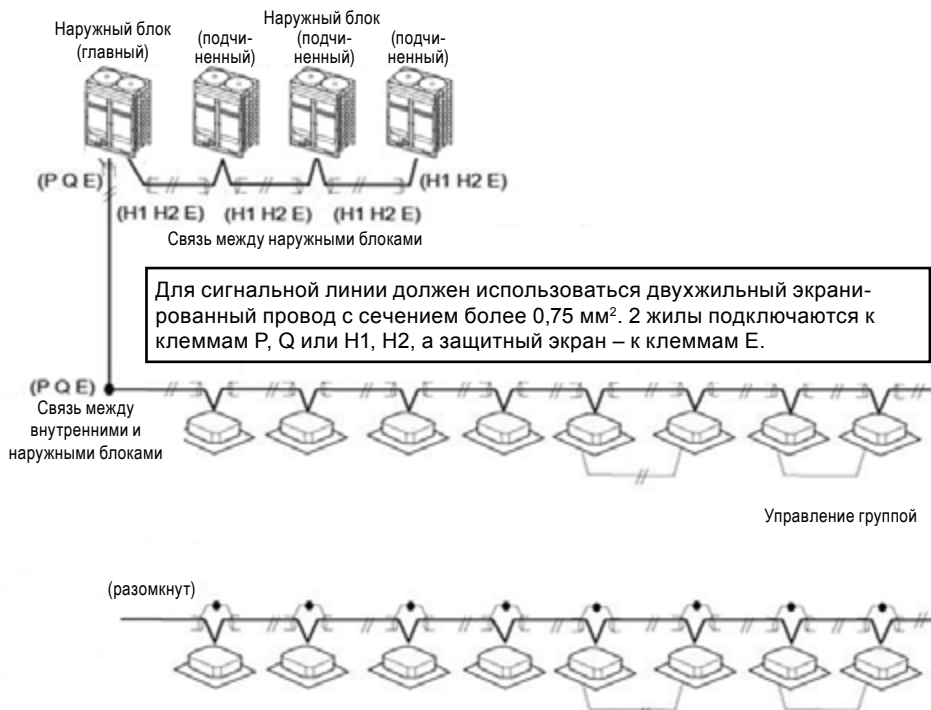 Наружный блок
(главный)
(подчи-
ненный)
Наружный блок
(подчи-
ненный)
(подчи-
ненный)
(P Q E)
(H1 H2 E)
(H1 H2 E)
(H1 H2 E)
(H1 H2 E)
Связь между наружными блоками
Для сигнальной линии должен использоваться двухжильный экрани-
рованный провод с сечением более 0,75 мм². 2 жилы подключаются к
клеммам P, Q или H1, H2, а защитный экран – к клеммам E.
(P Q E)
Связь между
внутренними и
наружными блоками
Управление группой
(разомкнут)